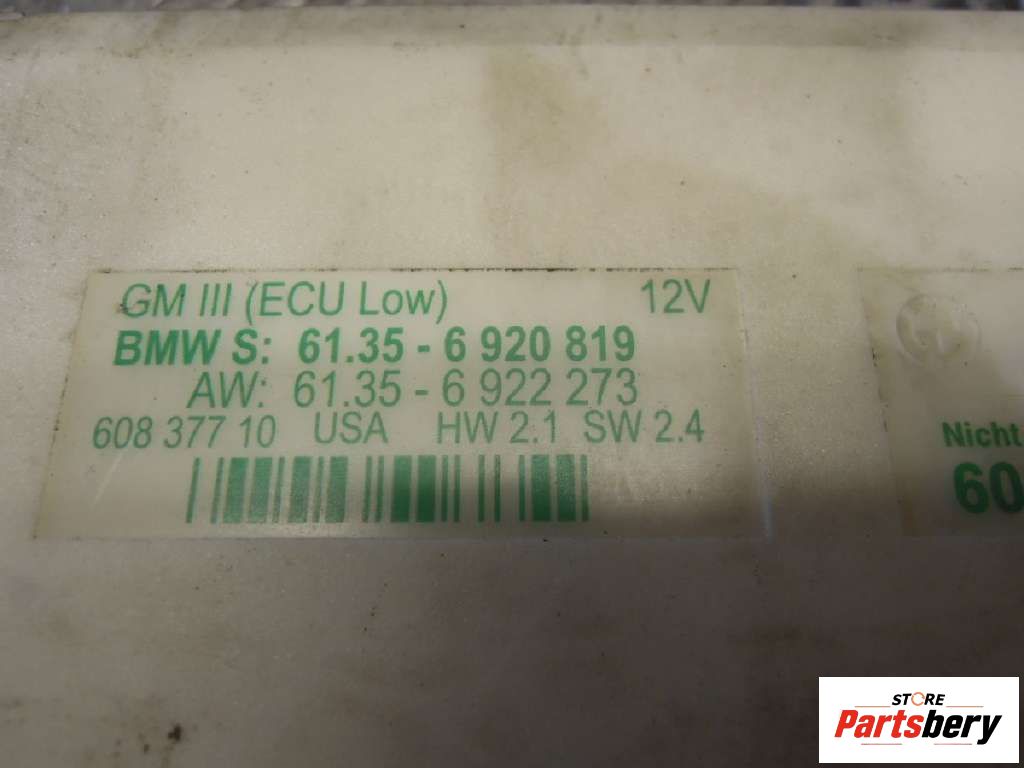 GM III (ECU Low) 12V
BMW S: 61.35 - 6 920 819
AW: 61.35 - 6 922 273
608 377 10 USA HW 2.1 SW 2.4
Nicht
60
STORE
Partsbery